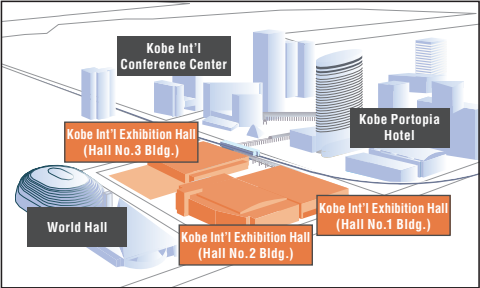 Kobe Int'l
Conference Center
Kobe Portopia
Hotel
Kobe Int'l Exhibition Hall
(Hall No.3 Bldg.)
Kobe Int'l Exhibition Hall
(Hall No.1 Bldg.)
World Hall
Kobe Int'l Exhibition Hall
(Hall No.2 Bldg.)